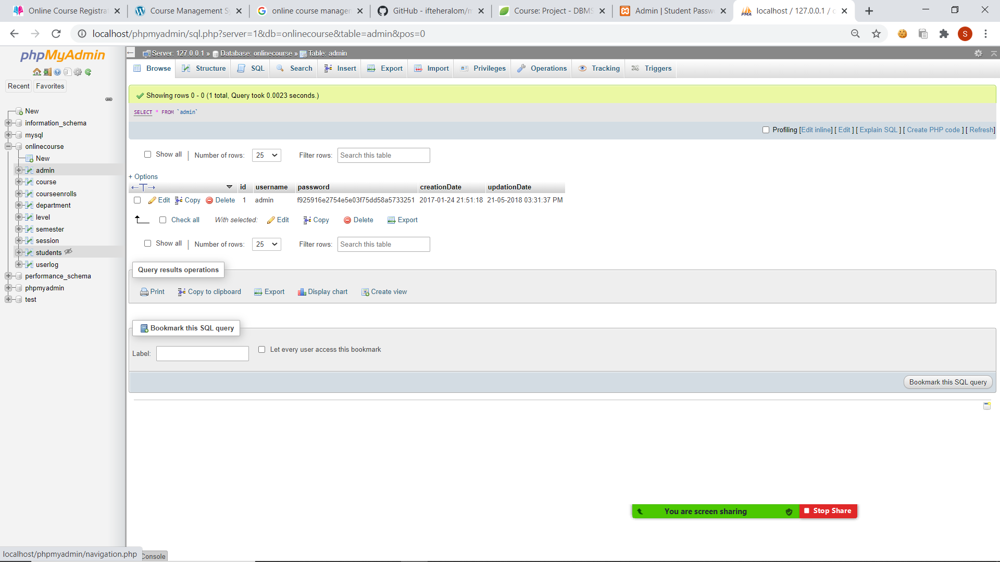 Online Course Registra
Course Management Sy
online course manager
GitHub - ifteheralom/m
Course: Project - DBMS
Admin | Student Passw
localhost / 127.0.0.1 / c
localhost/phpmyadmin/sql.php?server=1&db=onlinecourse&table=admin&pos=0
S
phpMyAdmin
Recent
Favorites
New
information_schema
mysql
onlinecourse
New
admin
course
courseenrolls
department
level
semester
session
students
userlog
performance_schema
phpmyadmin
test
Server: 127.0.0.1 » Database: onlinecourse » Table: admin
Browse
Structure
SQL
Search
Insert
Export
Import
Privileges
Operations
Tracking
Triggers
Showing rows 0 - 0 (1 total, Query took 0.0023 seconds.)
SELECT * FROM `admin`
Profiling [Edit inline] [ Edit ] [ Explain SQL ] [ Create PHP code ] [ Refresh]
Show all | Number of rows: 25 Filter rows: Search this table
+ Options
←T→ id username password creationDate updationDate
Edit Copy Delete 1 admin f925916e2754e5e03f75dd58a5733251 2017-01-24 21:51:18 21-05-2018 03:31:37 PM
Check all With selected: Edit Copy Delete Export
Show all | Number of rows: 25 Filter rows: Search this table
Query results operations
Print Copy to clipboard Export Display chart Create view
Bookmark this SQL query
Label: Let every user access this bookmark
Bookmark this SQL query
You are screen sharing Stop Share
localhost/phpmyadmin/navigation.php
Console